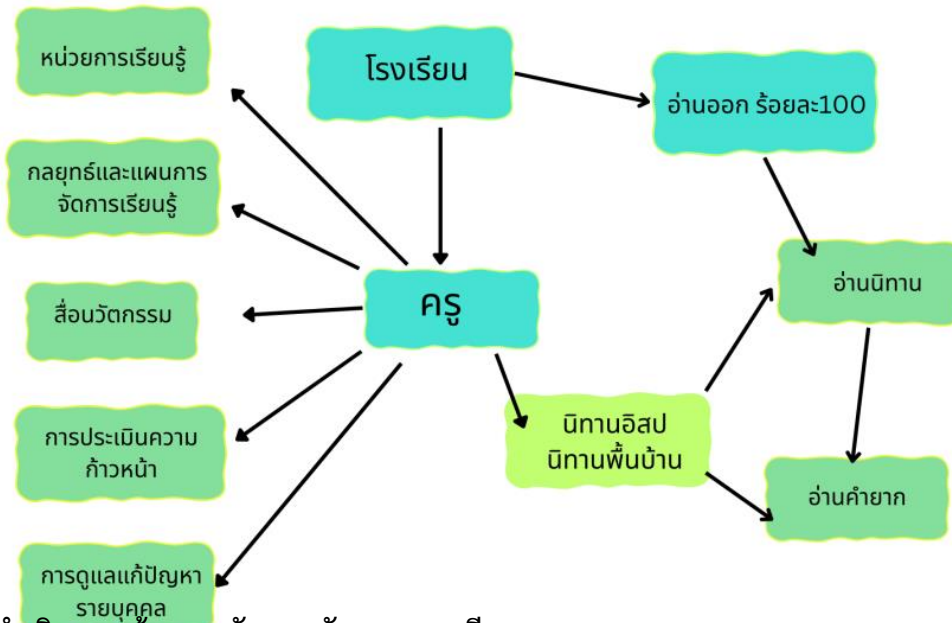 หน่วยการเรียนรู้
โรงเรียน
อ่านออก ร้อยละ100
กลยุทธ์และแผนการ
จัดการเรียนรู้
สื่อนวัตกรรม
ครู
อ่านนิทาน
การประเมินความ
ก้าวหน้า
นิทานอิสป
นิทานพื้นบ้าน
อ่านคำยาก
การดูแลแก้ปัญหา
รายบุคคล